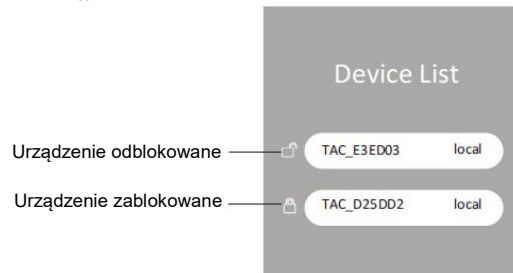 Device List
Urządzenie odblokowane
TAC_E3ED03 local
Urządzenie zablokowane
TAC_D25DD2 local